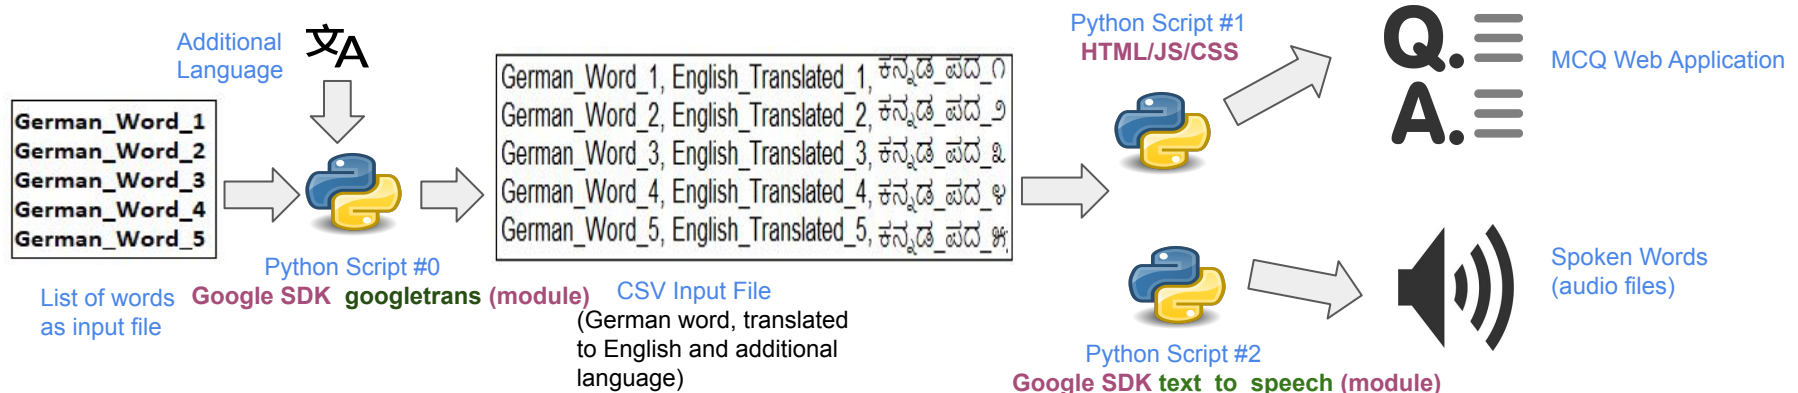 Additional
Language
文A
German_Word_1
German_Word_2
German_Word_3
German_Word_4
German_Word_5
List of words
as input file
Python Script #0
Google SDK googletrans (module)
German_Word_1, English_Translated_1, ಕನ್ನಡ_ಪದ_೧
German_Word_2, English_Translated_2, ಕನ್ನಡ_ಪದ_೨
German_Word_3, English_Translated_3, ಕನ್ನಡ_ಪದ_೩
German_Word_4, English_Translated_4, ಕನ್ನಡ_ಪದ_೪
German_Word_5, English_Translated_5, ಕನ್ನಡ_ಪದ_೫
CSV Input File
(German word, translated
to English and additional
language)
Python Script #1
HTML/JS/CSS
Q.
A.
MCQ Web Application
Python Script #2
Google SDK text_to_speech (module)
Spoken Words
(audio files)